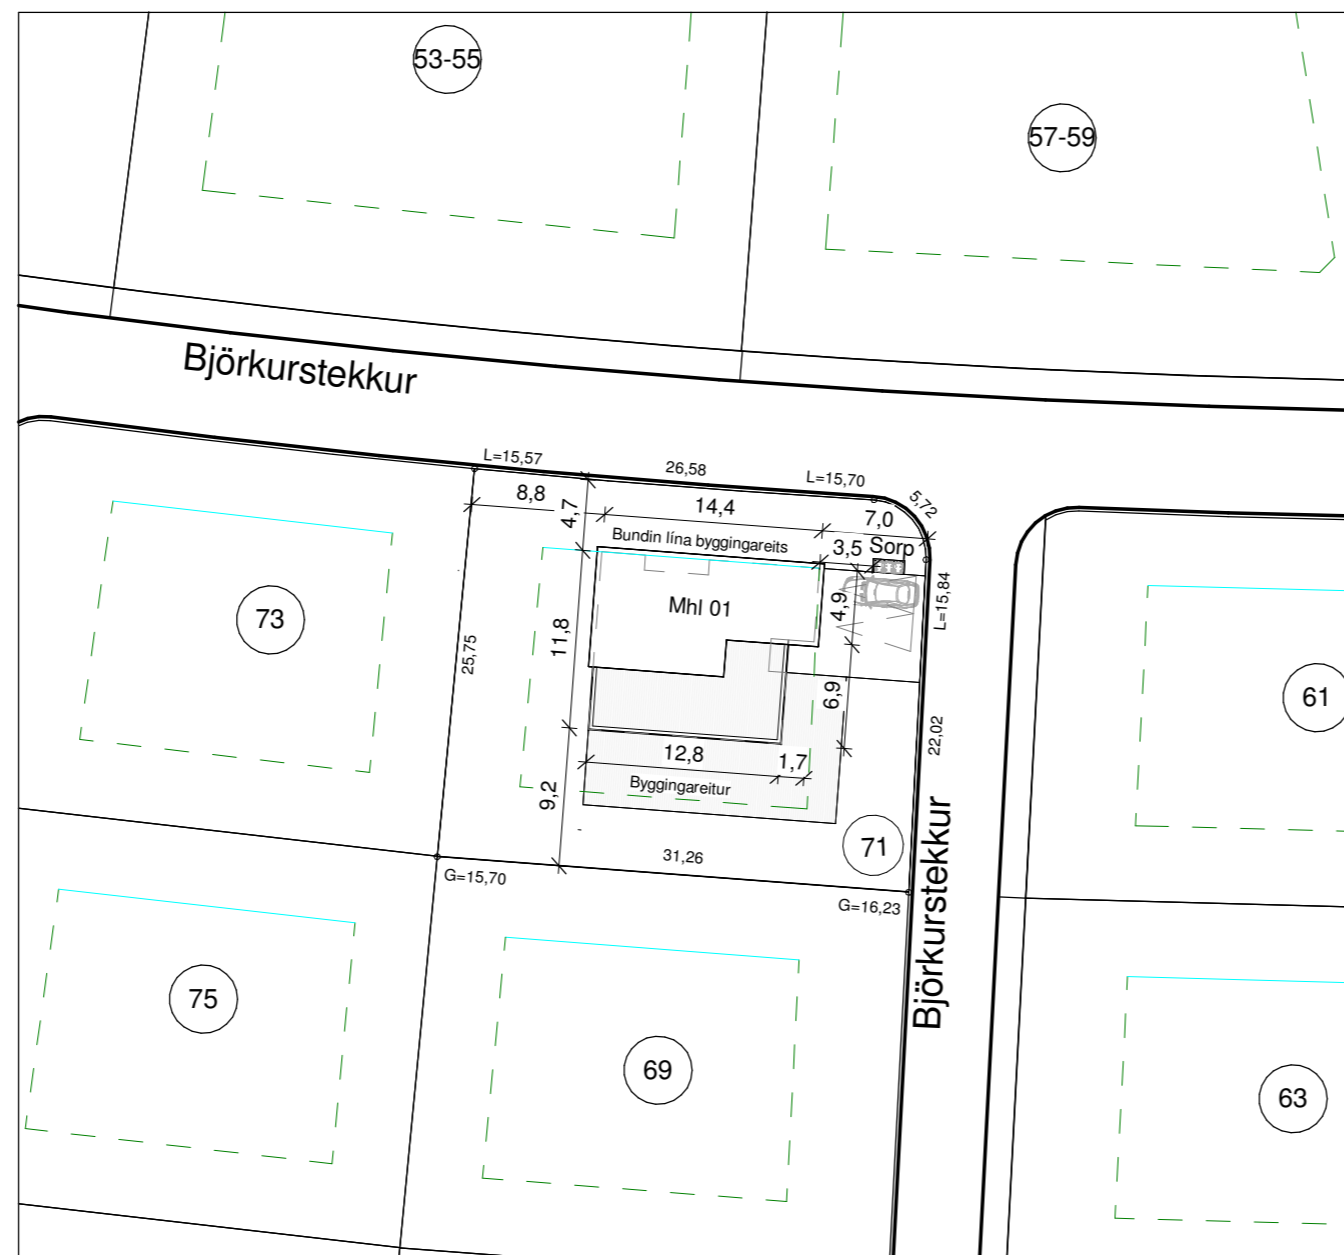 53-55
57-59
Björkurstekkur
L=15,57
26,58
L=15,70
5,72
8,8
4,7
14,4
7,0
Bundin lína byggingareits
3,5
Sorp
Mhl 01
4,9
L=15,84
73
11,8
25,75
6,9
61
22,02
12,8
1,7
Byggingareitur
9,2
71
31,26
G=15,70
G=16,23
Björkurstekkur
75
69
63